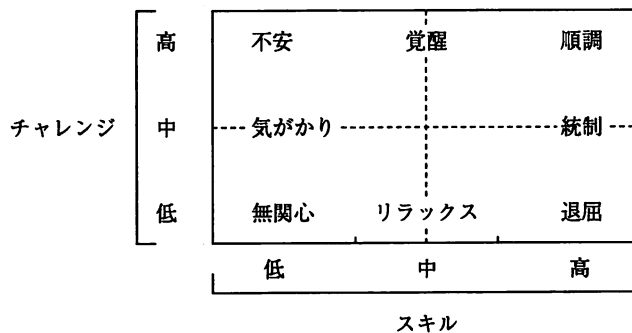 高 不安 覚醒 順調
チャレンジ 中 気がかり 統制
低 無関心 リラックス 退屈
低 中 高
スキル